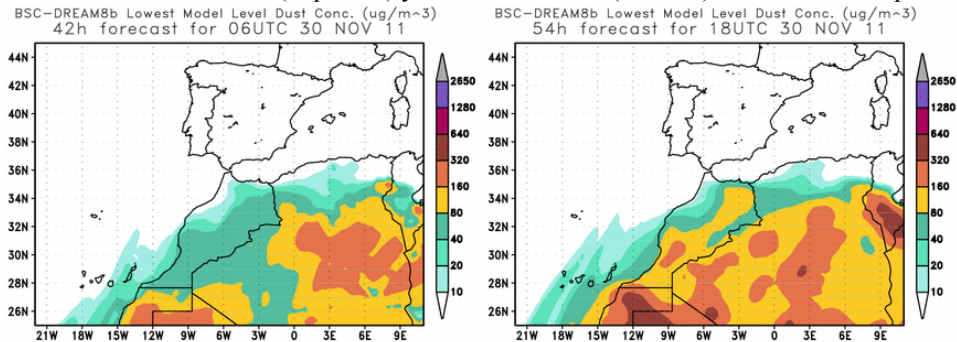 BSC-DREAM8b Lowest Model Level Dust Conc. (ug/m^3)
42h forecast for 06UTC 30 NOV 11
44N
42N
40N
38N
36N
34N
32N
30N
28N
26N
21W 18W 15W 12W 9W 6W 3W 0 3E 6E 9E
2650
1280
640
320
160
80
40
20
10
BSC-DREAM8b Lowest Model Level Dust Conc. (ug/m^3)
54h forecast for 18UTC 30 NOV 11
44N
42N
40N
38N
36N
34N
32N
30N
28N
26N
21W 18W 15W 12W 9W 6W 3W 0 3E 6E 9E
2650
1280
640
320
160
80
40
20
10